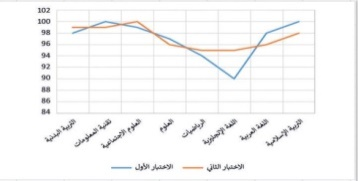 102
100
98
96
94
92
90
88
86
84
التربية الإسلامية
اللغة العربية
اللغة الإنجليزية
الرياضيات
العلوم
العلوم الاجتماعية
تقنية المعلومات
التربية البدنية
الاختبار الأول
الاختبار الثاني